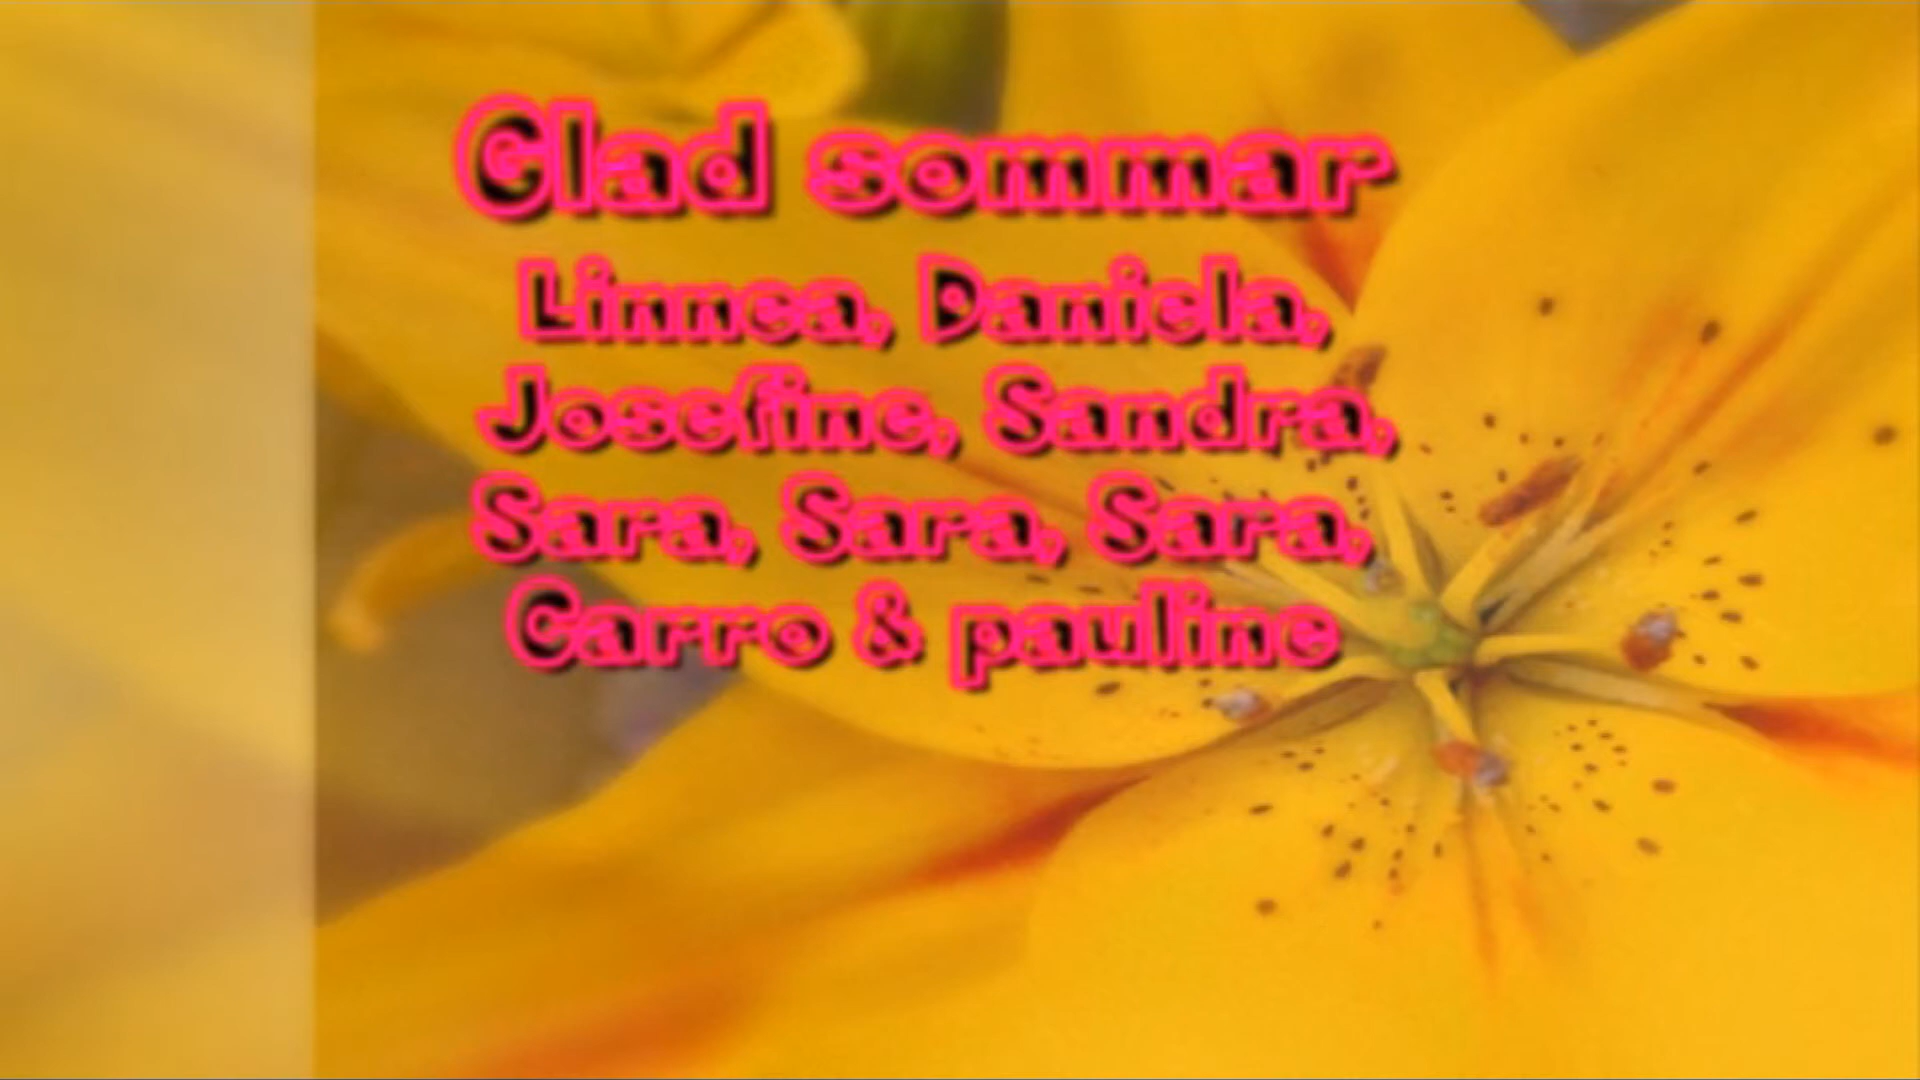 Glad sommar
Linnea, Daniela,
Josefine, Sandra,
Sara, Sara, Sara,
Carro & pauline